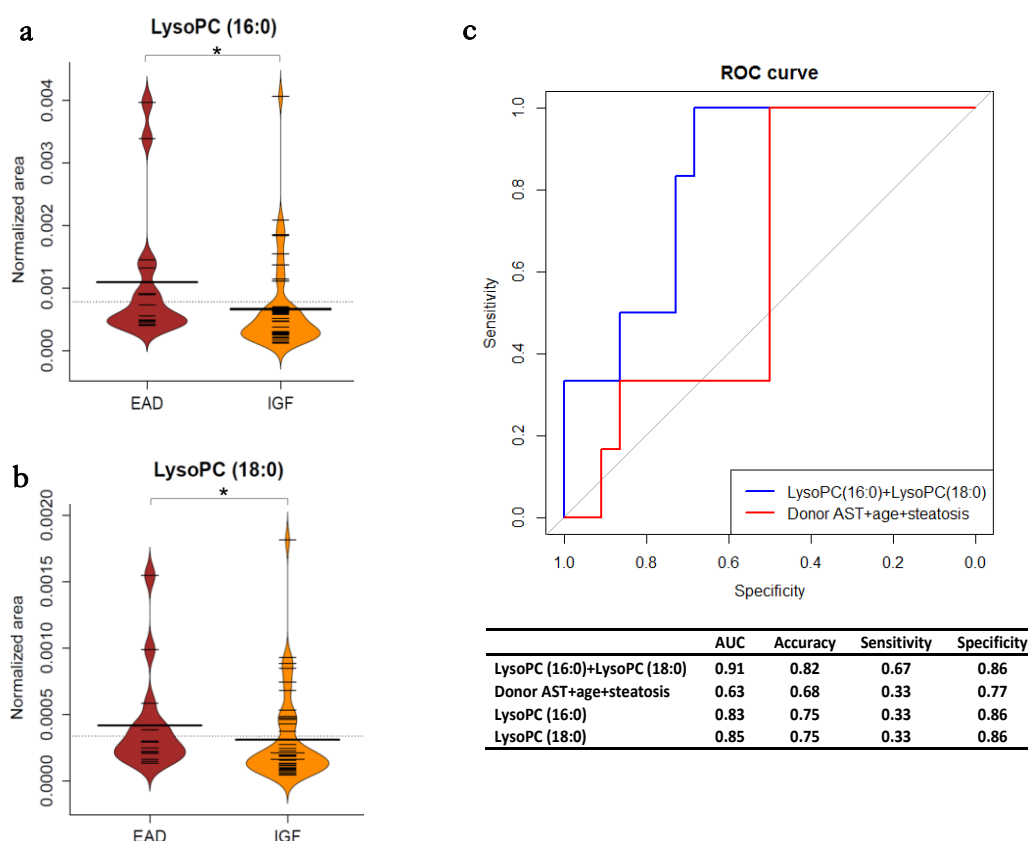 a
LysoPC (16:0)
*
Normalized area
0.004
0.003
0.002
0.001
0.000
EAD IGF
b
LysoPC (18:0)
*
Normalized area
0.0020
0.0015
0.0010
0.0005
0.0000
EAD IGF
c
ROC curve
Sensitivity
1.0
0.8
0.6
0.4
0.2
0.0
LysoPC(16:0)+LysoPC(18:0)
Donor AST+age+steatosis
1.0 0.8 0.6 0.4 0.2 0.0
Specificity
AUC Accuracy Sensitivity Specificity
LysoPC (16:0)+LysoPC (18:0) 0.91 0.82 0.67 0.86
Donor AST+age+steatosis 0.63 0.68 0.33 0.77
LysoPC (16:0) 0.83 0.75 0.33 0.86
LysoPC (18:0) 0.85 0.75 0.33 0.86